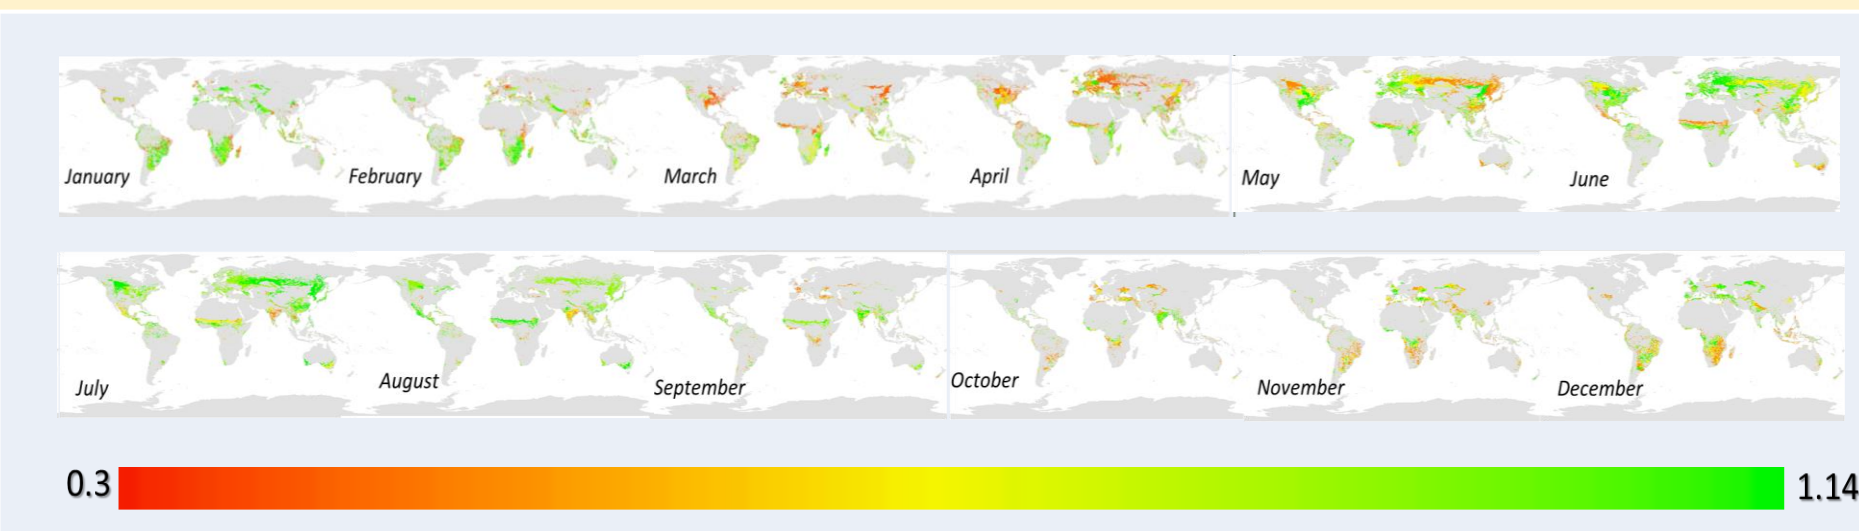 January
February
March
April
May
June
July
August
September
October
November
December
0.3
1.14